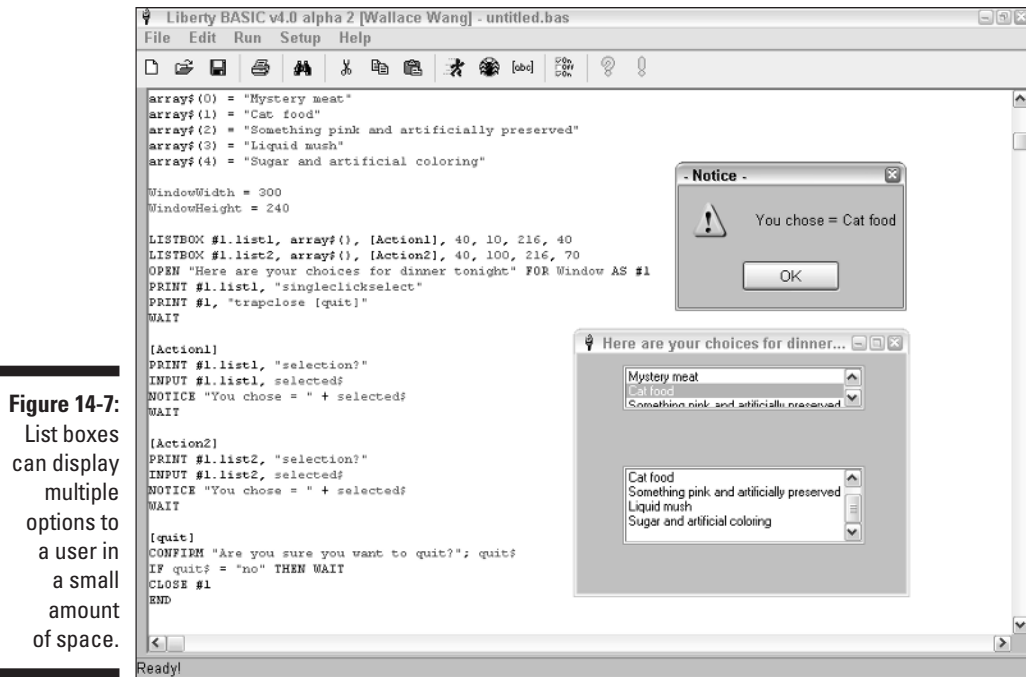 Liberty BASIC v4.0 alpha 2 [Wallace Wang] - untitled.bas
File Edit Run Setup Help
[abc]
On
Off
On
array$(0) = "Mystery meat"
array$(1) = "Cat food"
array$(2) = "Something pink and artificially preserved"
array$(3) = "Liquid mush"
array$(4) = "Sugar and artificial coloring"
WindowWidth = 300
WindowHeight = 240
LISTBOX #1.list1, array$(), [Action1], 40, 10, 216, 40
LISTBOX #1.list2, array$(), [Action2], 40, 100, 216, 70
OPEN "Here are your choices for dinner tonight" FOR Window AS #1
PRINT #1.list1, "singleclickselect"
PRINT #1, "trapclose [quit]"
WAIT
[Action1]
PRINT #1.list1, "selection?"
INPUT #1.list1, selected$
NOTICE "You chose = " + selected$
WAIT
[Action2]
PRINT #1.list2, "selection?"
INPUT #1.list2, selected$
NOTICE "You chose = " + selected$
WAIT
[quit]
CONFIRM "Are you sure you want to quit?"; quit$
IF quit$ = "no" THEN WAIT
CLOSE #1
END
- Notice -
You chose = Cat food
OK
Here are your choices for dinner...
Mystery meat
Cat food
Something pink and artificially preserved
Cat food
Something pink and artificially preserved
Liquid mush
Sugar and artificial coloring
Ready!
Figure 14-7:
List boxes
can display
multiple
options to
a user in
a small
amount
of space.